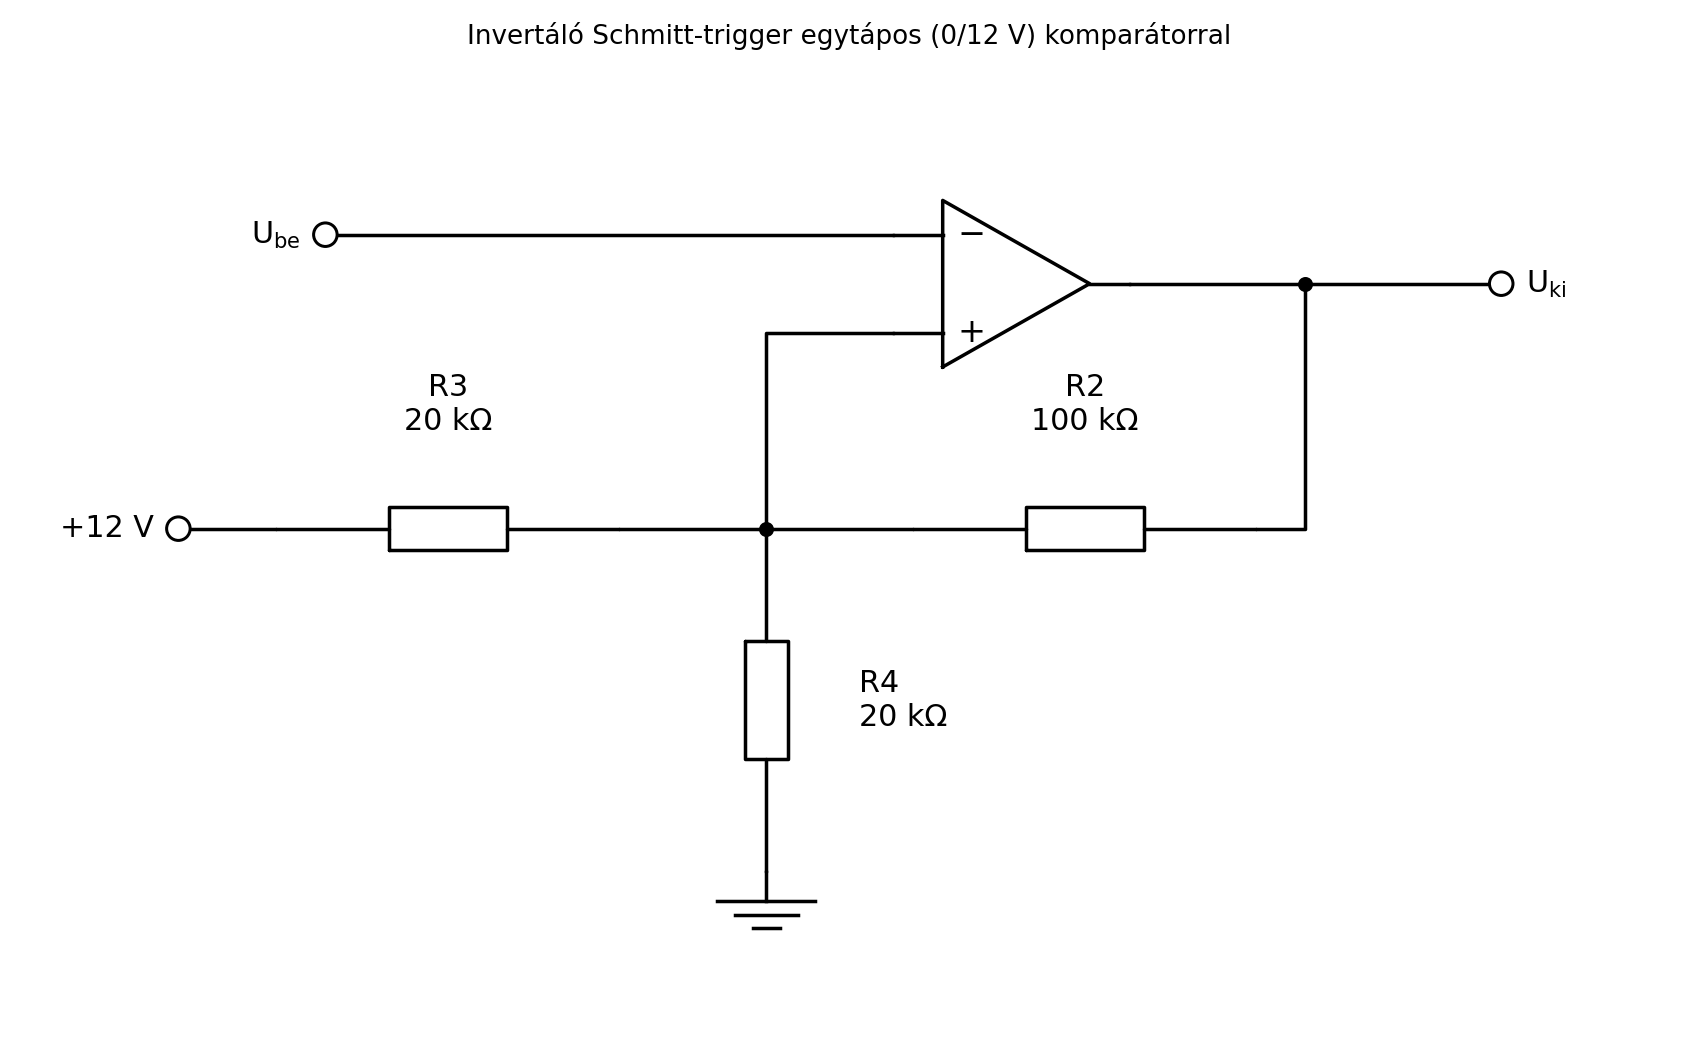 Invertáló Schmitt-trigger egytápos (0/12 V) komparátorral
Ube
−
Uki
+
R3
20 kΩ
R2
100 kΩ
+12 V
R4
20 kΩ